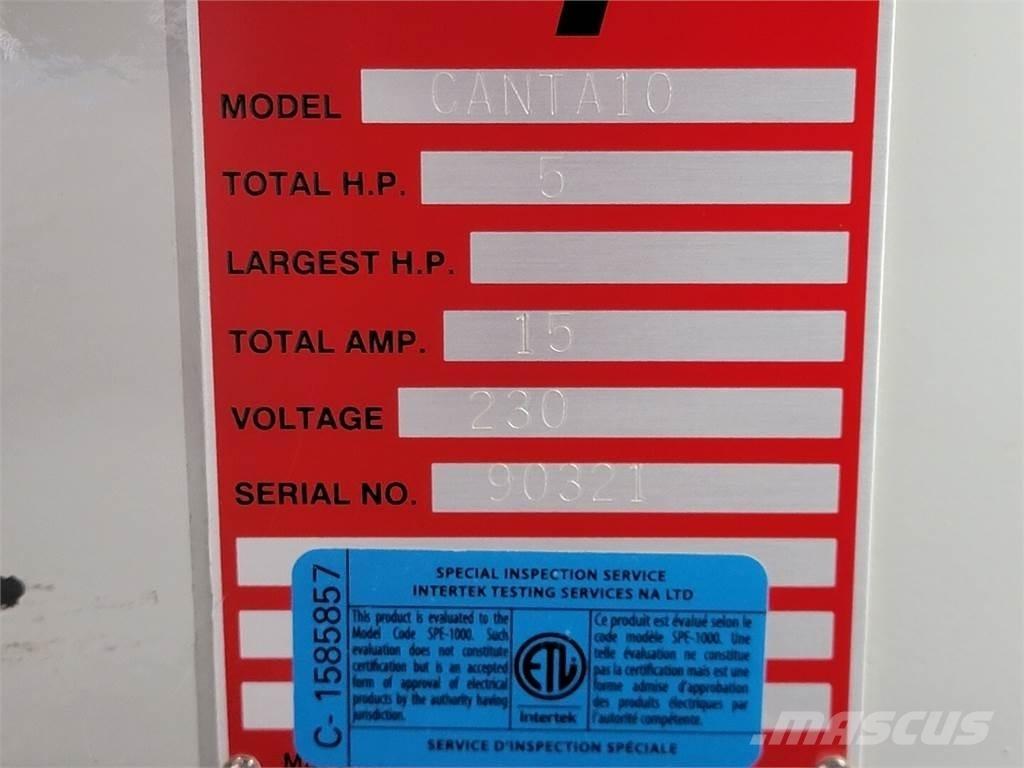 MODEL CANTA10
TOTAL H.P. 5
LARGEST H.P.
TOTAL AMP. 15
VOLTAGE 230
SERIAL NO. 90321
C- 1585857
SPECIAL INSPECTION SERVICE
INTERTEK TESTING SERVICES NA LTD
This product is evaluated to the
Model Code SPE-1000. Such
evaluation does not constitute
certification but is an accepted
form of approval of electrical
products by the authority having
jurisdiction.
ETL
Intertek
Ce produit est évalué selon le
code modèle SPE-1000. Une
telle évaluation ne constitue
pas la certification mais est une
forme admise d'approbation
des produits électriques par
l'autorité compétente.
SERVICE D'INSPECTION SPÉCIALE
MASCUS